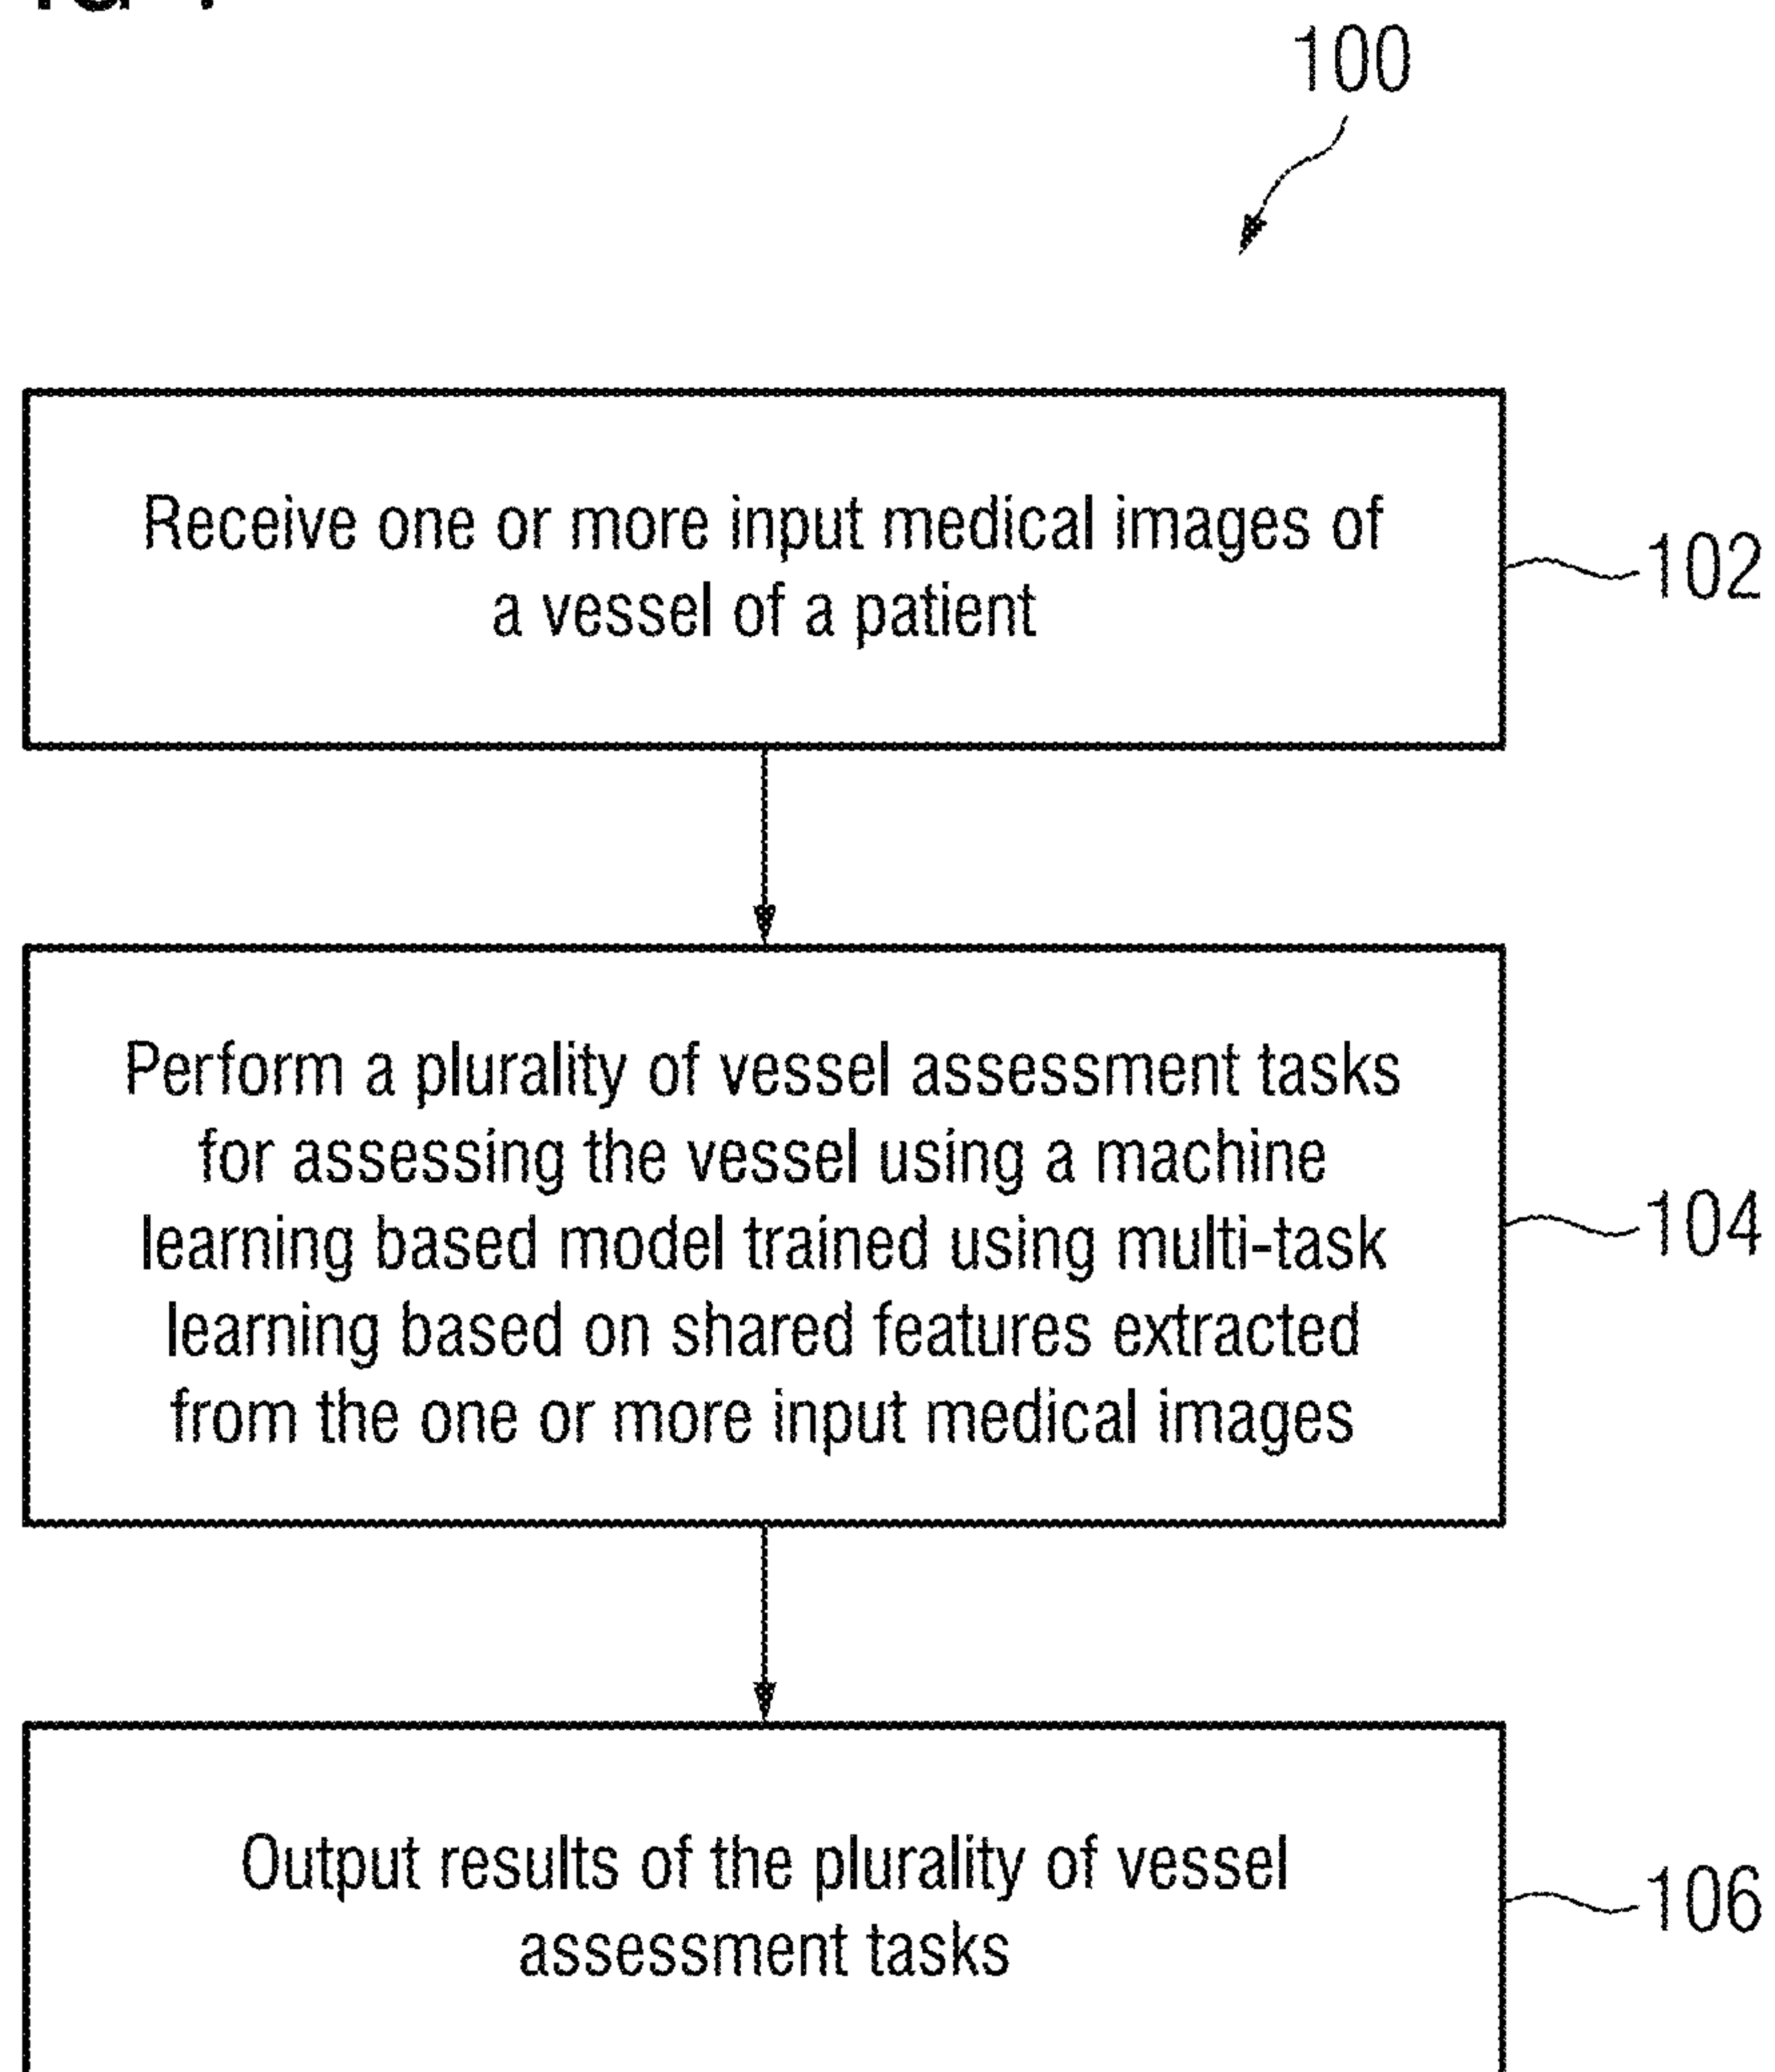 100
Receive one or more input medical images of
a vessel of a patient
102
Perform a plurality of vessel assessment tasks
for assessing the vessel using a machine
learning based model trained using multi-task
learning based on shared features extracted
from the one or more input medical images
104
Output results of the plurality of vessel
assessment tasks
106